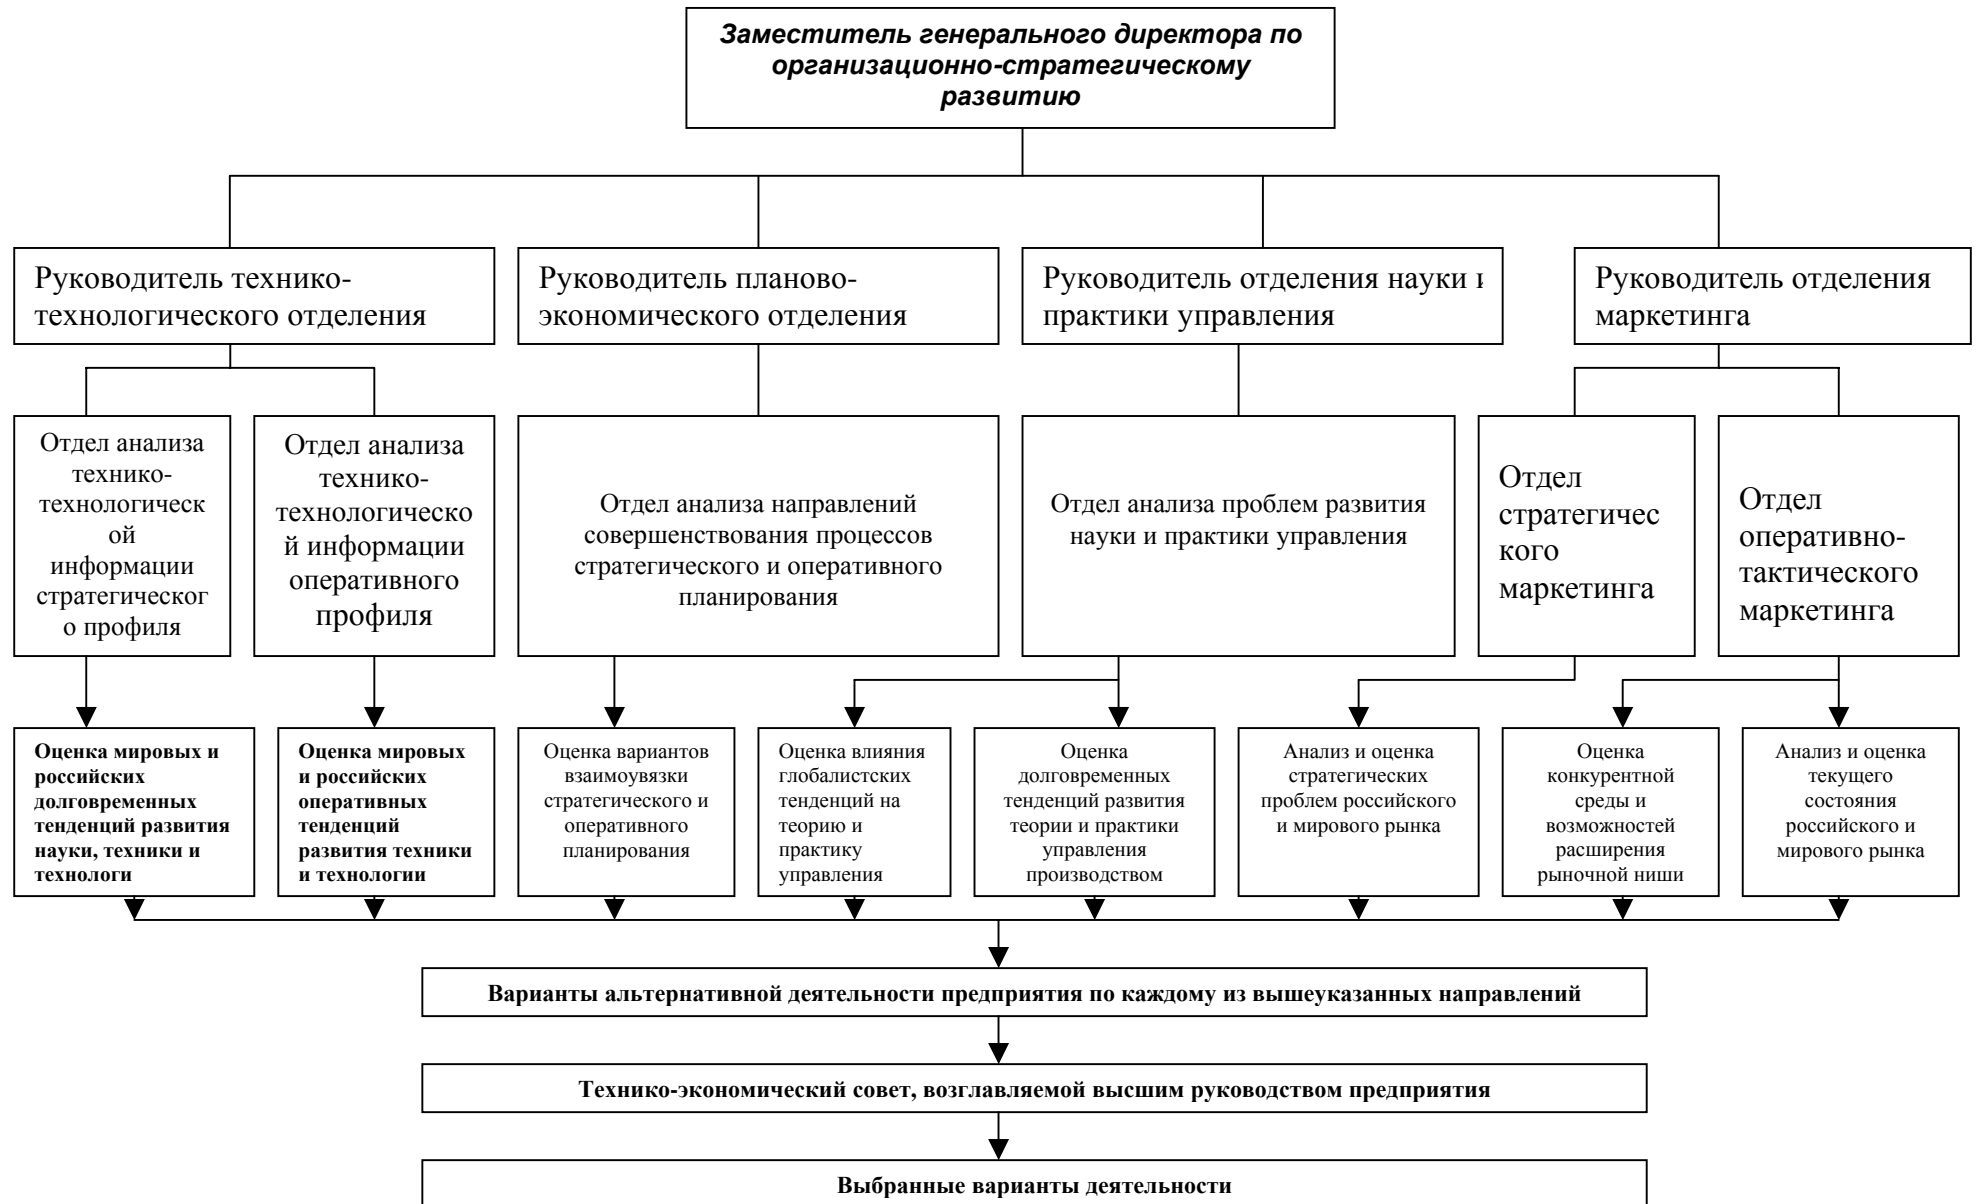 Заместитель генерального директора по
организационно-стратегическому
развитию
Руководитель технико-
технологического отделения
Руководитель планово-
экономического отделения
Руководитель отделения науки и
практики управления
Руководитель отделения
маркетинга
Отдел анализа
технико-
технологическ
ой
информации
стратегическог
о профиля
Отдел анализа
технико-
технологическо
й информации
оперативного
профиля
Отдел анализа направлений
совершенствования процессов
стратегического и оперативного
планирования
Отдел анализа проблем развития
науки и практики управления
Отдел
стратегичес
кого
маркетинга
Отдел
оперативно-
тактического
маркетинга
Оценка мировых и
российских
долговременных
тенденций развития
науки, техники и
технологи
Оценка мировых
и российских
оперативных
тенденций
развития техники
и технологии
Оценка вариантов
взаимоувязки
стратегического и
оперативного
планирования
Оценка влияния
глобалистских
тенденций на
теорию и
практику
управления
Оценка
долговременных
тенденций развития
теории и практики
управления
производством
Анализ и оценка
стратегических
проблем российского
и мирового рынка
Оценка
конкурентной
среды и
возможностей
расширения
рыночной ниши
Анализ и оценка
текущего
состояния
российского и
мирового рынка
Варианты альтернативной деятельности предприятия по каждому из вышеуказанных направлений
Технико-экономический совет, возглавляемой высшим руководством предприятия
Выбранные варианты деятельности